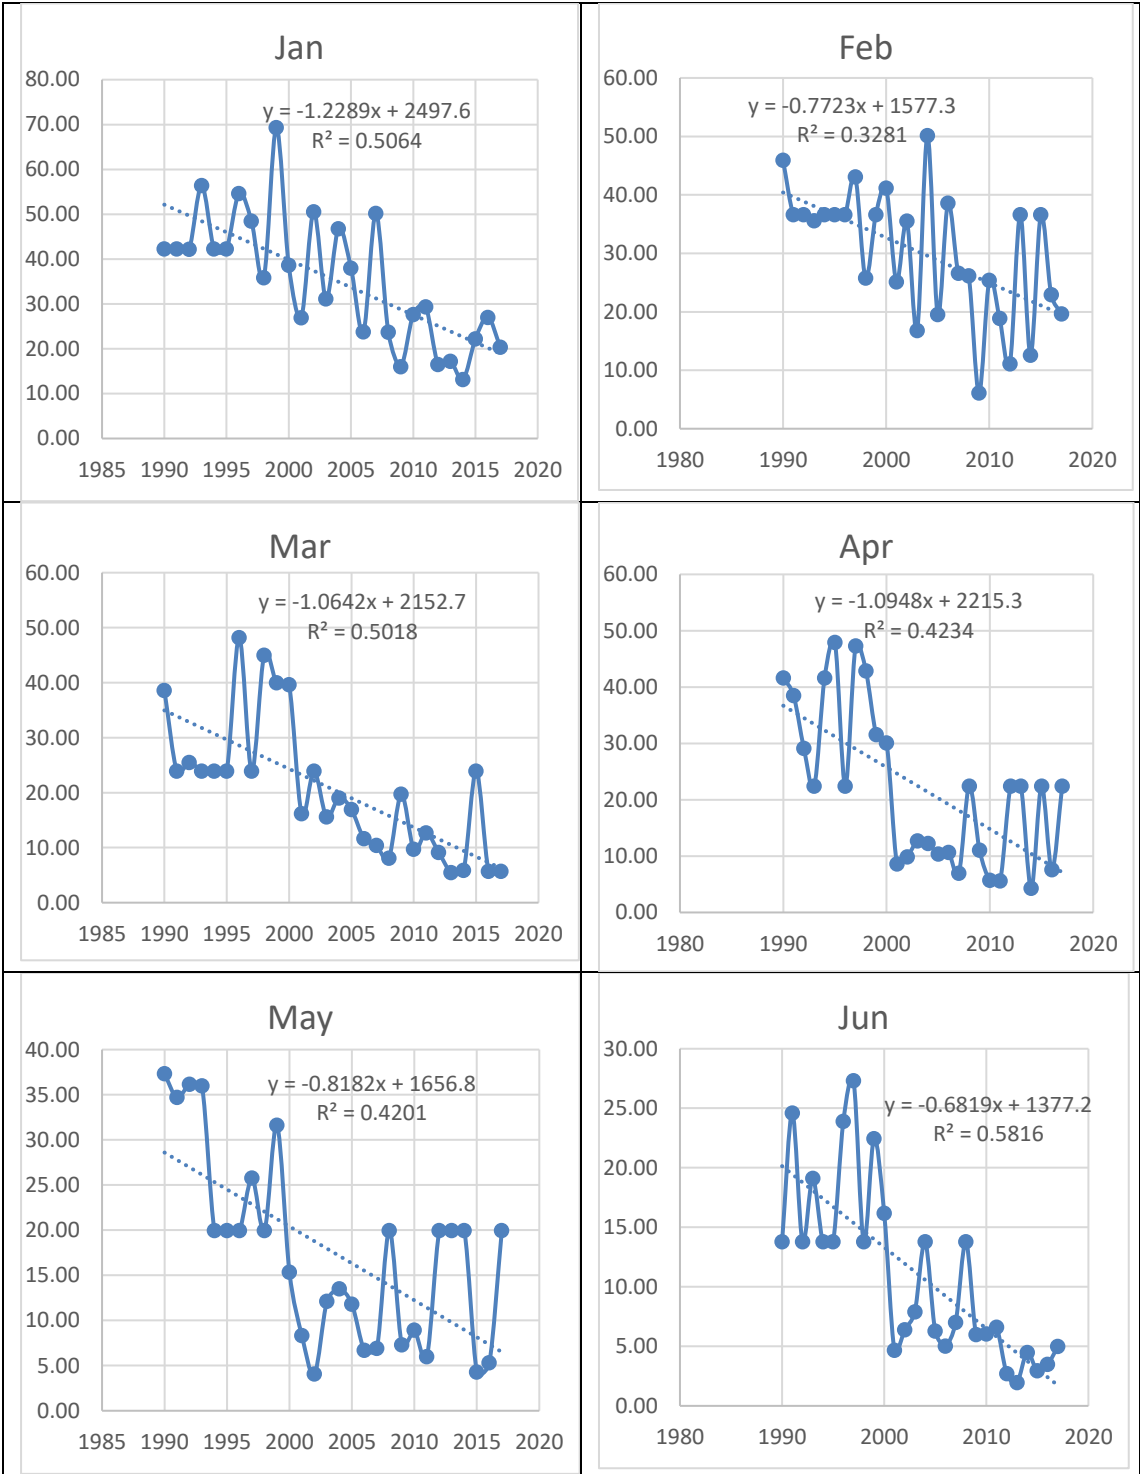 Jan
y = -1.2289x + 2497.6
R² = 0.5064
80.00
70.00
60.00
50.00
40.00
30.00
20.00
10.00
0.00
1985 1990 1995 2000 2005 2010 2015 2020
Feb
y = -0.7723x + 1577.3
R² = 0.3281
60.00
50.00
40.00
30.00
20.00
10.00
0.00
1980 1990 2000 2010 2020
Mar
y = -1.0642x + 2152.7
R² = 0.5018
60.00
50.00
40.00
30.00
20.00
10.00
0.00
1985 1990 1995 2000 2005 2010 2015 2020
Apr
y = -1.0948x + 2215.3
R² = 0.4234
60.00
50.00
40.00
30.00
20.00
10.00
0.00
1980 1990 2000 2010 2020
May
y = -0.8182x + 1656.8
R² = 0.4201
40.00
35.00
30.00
25.00
20.00
15.00
10.00
5.00
0.00
1985 1990 1995 2000 2005 2010 2015 2020
Jun
y = -0.6819x + 1377.2
R² = 0.5816
30.00
25.00
20.00
15.00
10.00
5.00
0.00
1980 1990 2000 2010 2020